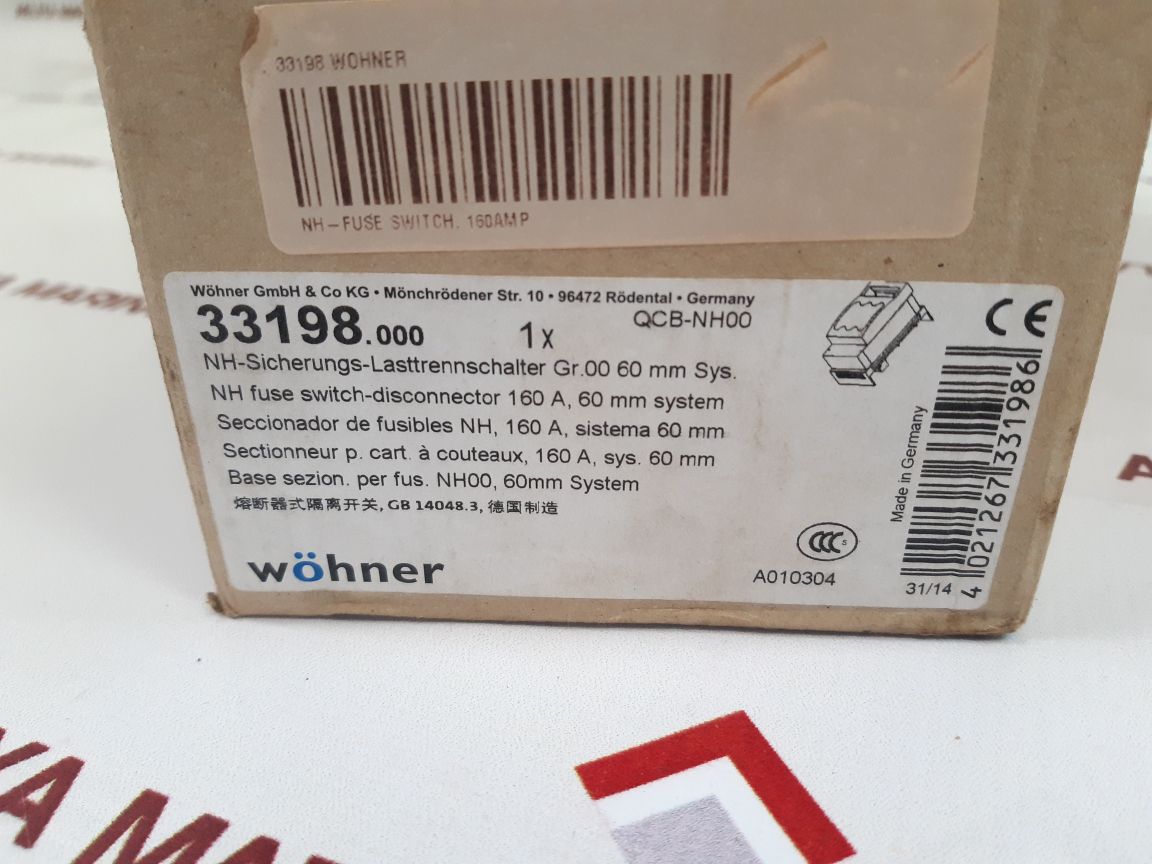 33198 WOHNER
NH-FUSE SWITCH. 160AMP
Wöhner GmbH & Co KG • Mönchrödener Str. 10 • 96472 Rödental • Germany
33198.000 1x QCB-NH00
NH-Sicherungs-Lasttrennschalter Gr.00 60 mm Sys.
NH fuse switch-disconnector 160 A, 60 mm system
Seccionador de fusibles NH, 160 A, sistema 60 mm
Sectionneur p. cart. à couteaux, 160 A, sys. 60 mm
Base sezion. per fus. NH00, 60mm System
熔断器式隔离开关, GB 14048.3, 德国制造
wöhner
CCC S
A010304
CE
Made in Germany
4 021267 331986
31/14
YA MAR